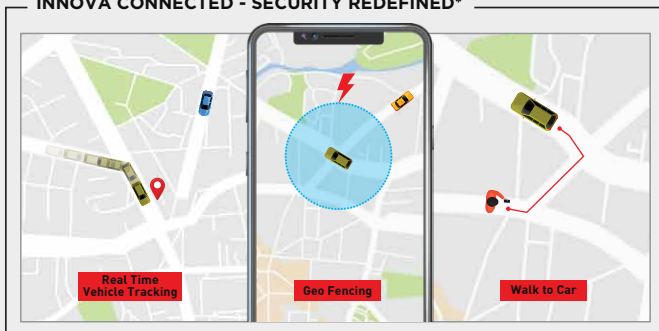 INNOVA CONNECTED - SECURITY REDEFINED*
Real Time
Vehicle Tracking
Geo Fencing
Walk to Car